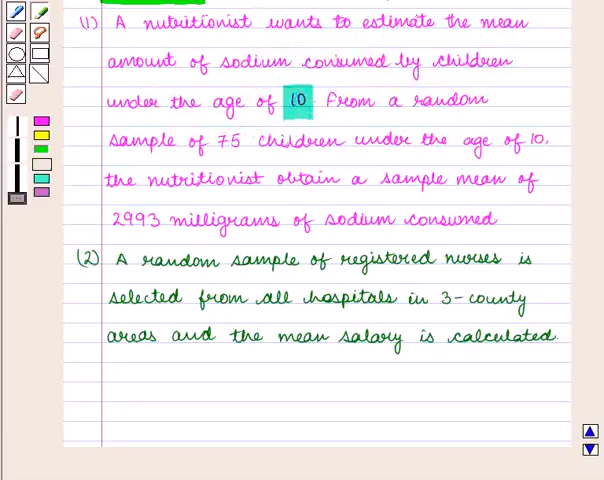 (1) A nutritionist wants to estimate the mean
amount of sodium consumed by children
under the age of 10. From a random
sample of 75 children under the age of 10,
the nutritionist obtain a sample mean of
2993 milligrams of sodium consumed
(2) A random sample of registered nurses is
selected from all hospitals in 3-county
areas and the mean salary is calculated.